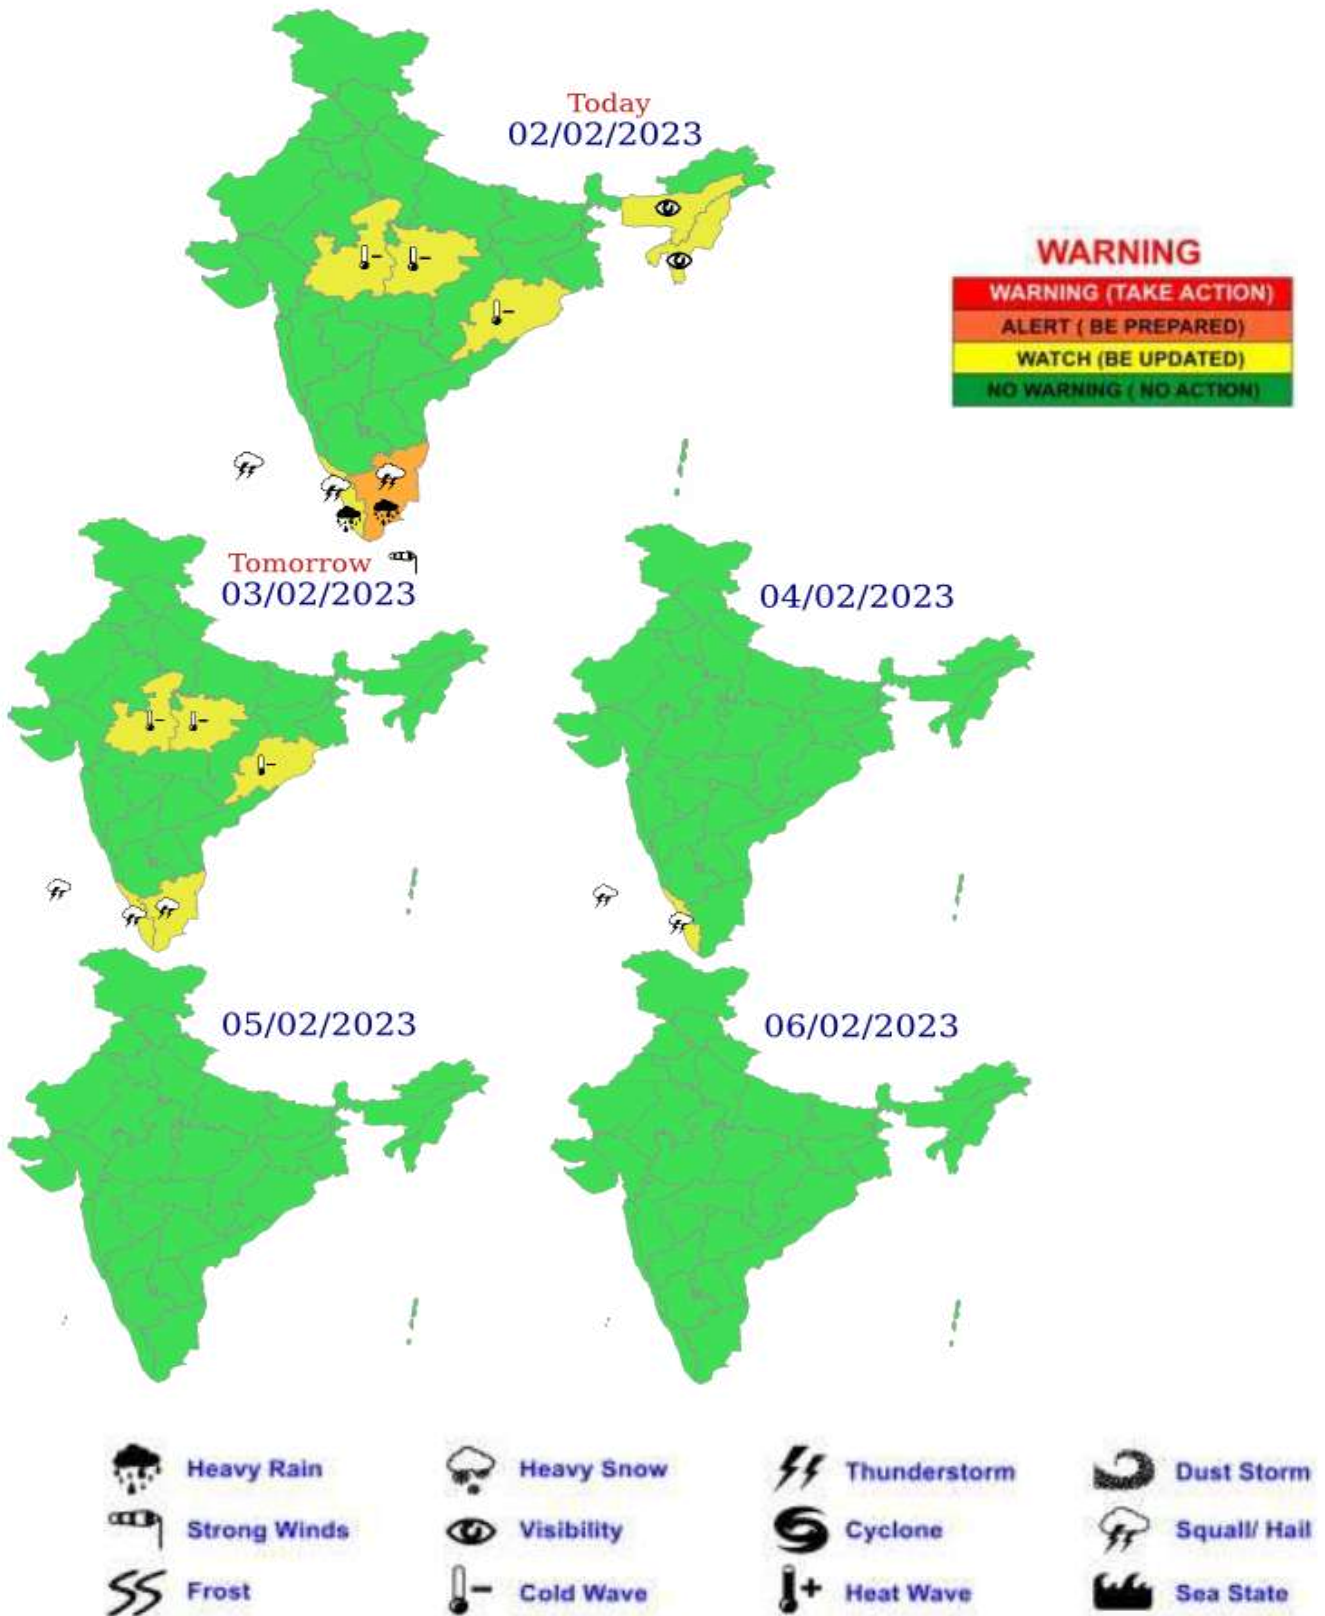 Today
02/02/2023
WARNING
WARNING (TAKE ACTION)
ALERT ( BE PREPARED)
WATCH (BE UPDATED)
NO WARNING ( NO ACTION)
Tomorrow
03/02/2023
04/02/2023
05/02/2023
06/02/2023
Heavy Rain
Heavy Snow
Thunderstorm
Dust Storm
Strong Winds
Visibility
Cyclone
Squall/ Hail
Frost
Cold Wave
Heat Wave
Sea State